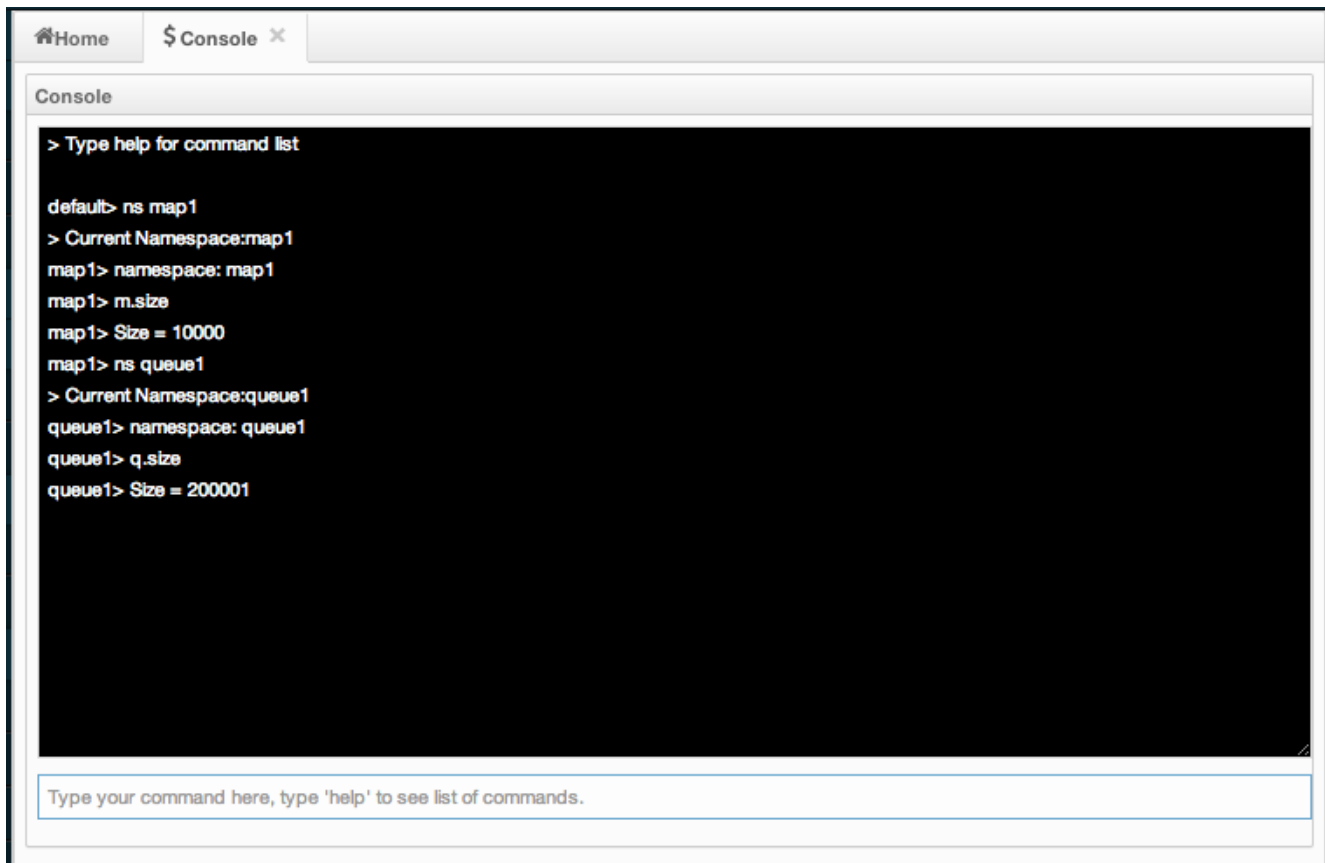 Home
$ Console ×
Console
> Type help for command list
default> ns map1
> Current Namespace:map1
map1> namespace: map1
map1> m.size
map1> Size = 10000
map1> ns queue1
> Current Namespace:queue1
queue1> namespace: queue1
queue1> q.size
queue1> Size = 200001
Type your command here, type 'help' to see list of commands.